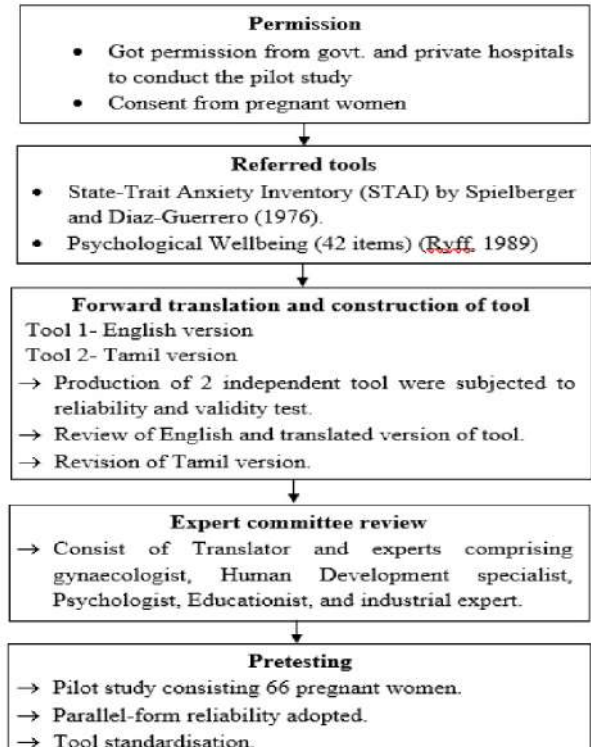 Permission
• Got permission from govt. and private hospitals
to conduct the pilot study
• Consent from pregnant women
Referred tools
• State-Trait Anxiety Inventory (STAI) by Spielberger
and Diaz-Guerrero (1976).
• Psychological Wellbeing (42 items) (Ryff, 1989)
Forward translation and construction of tool
Tool 1- English version
Tool 2- Tamil version
→ Production of 2 independent tool were subjected to
reliability and validity test.
→ Review of English and translated version of tool.
→ Revision of Tamil version.
Expert committee review
→ Consist of Translator and experts comprising
gynaecologist, Human Development specialist,
Psychologist, Educationist, and industrial expert.
Pretesting
→ Pilot study consisting 66 pregnant women.
→ Parallel-form reliability adopted.
→ Tool standardisation.